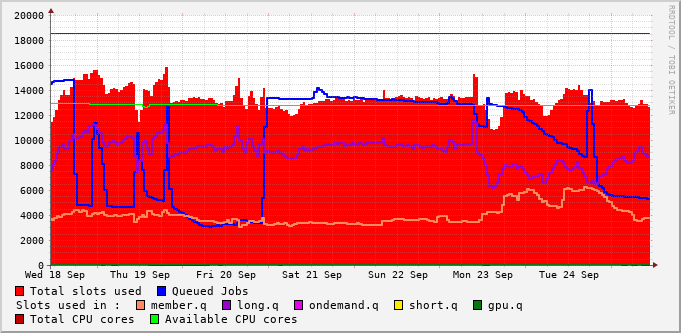 20000
18000
16000
14000
12000
10000
8000
6000
4000
2000
0
Wed 18 Sep Thu 19 Sep Fri 20 Sep Sat 21 Sep Sun 22 Sep Mon 23 Sep Tue 24 Sep
Total slots used Queued Jobs
Slots used in : member.q long.q ondemand.q short.q gpu.q
Total CPU cores Available CPU cores
RRDTOOL / TOBI OETIKER